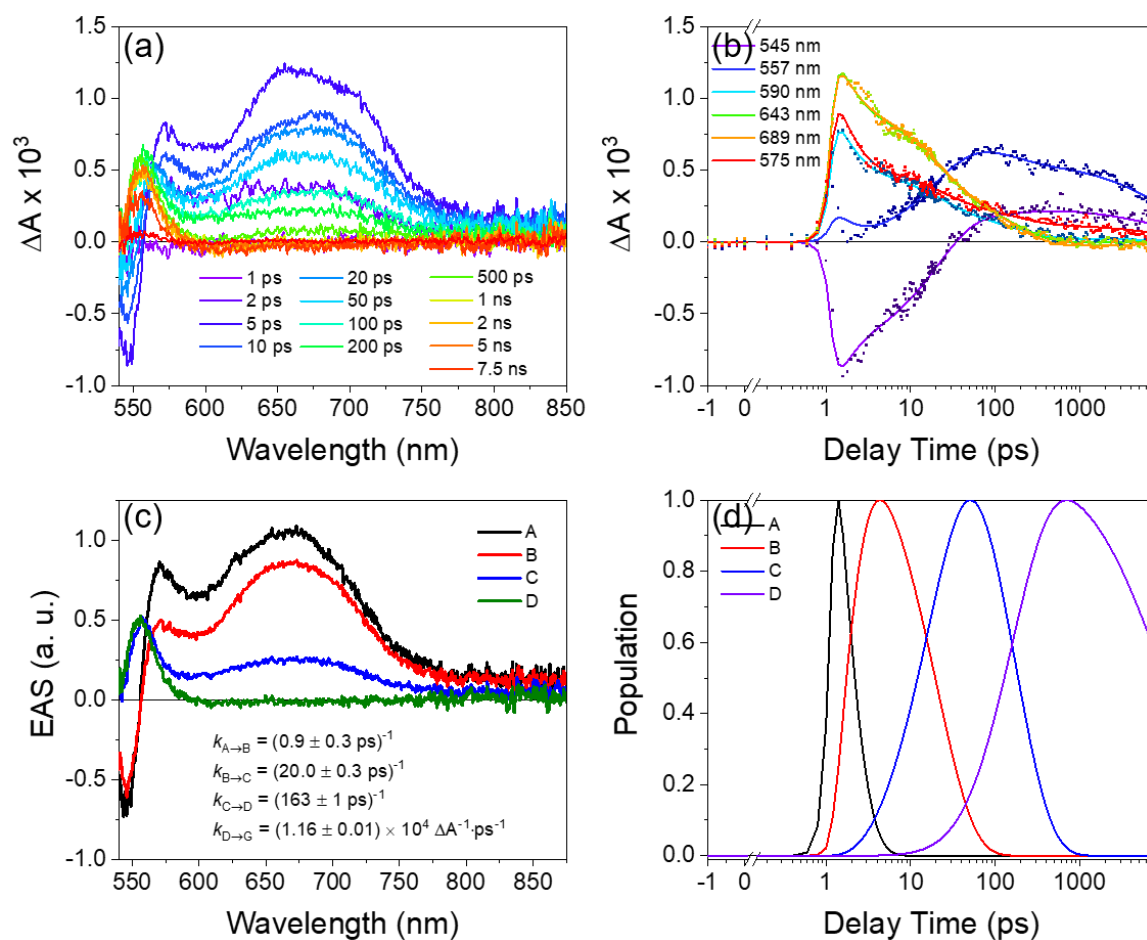 (a)
1.5
1.0
0.5
0.0
-0.5
-1.0
ΔA x 10³
1 ps
2 ps
5 ps
10 ps
20 ps
50 ps
100 ps
200 ps
500 ps
1 ns
2 ns
5 ns
7.5 ns
550 600 650 700 750 800 850
Wavelength (nm)
(b)
1.5
1.0
0.5
0.0
-0.5
-1.0
ΔA x 10³
545 nm
557 nm
590 nm
643 nm
689 nm
575 nm
-1 0 1 10 100 1000
Delay Time (ps)
(c)
1.0
0.5
0.0
-0.5
-1.0
EAS (a. u.)
A
B
C
D
k_A→B = (0.9 ± 0.3 ps)⁻¹
k_B→C = (20.0 ± 0.3 ps)⁻¹
k_C→D = (163 ± 1 ps)⁻¹
k_D→G = (1.16 ± 0.01) × 10⁴ ΔA⁻¹·ps⁻¹
550 600 650 700 750 800 850
Wavelength (nm)
(d)
1.0
0.8
0.6
0.4
0.2
0.0
Population
A
B
C
D
-1 0 1 10 100 1000
Delay Time (ps)